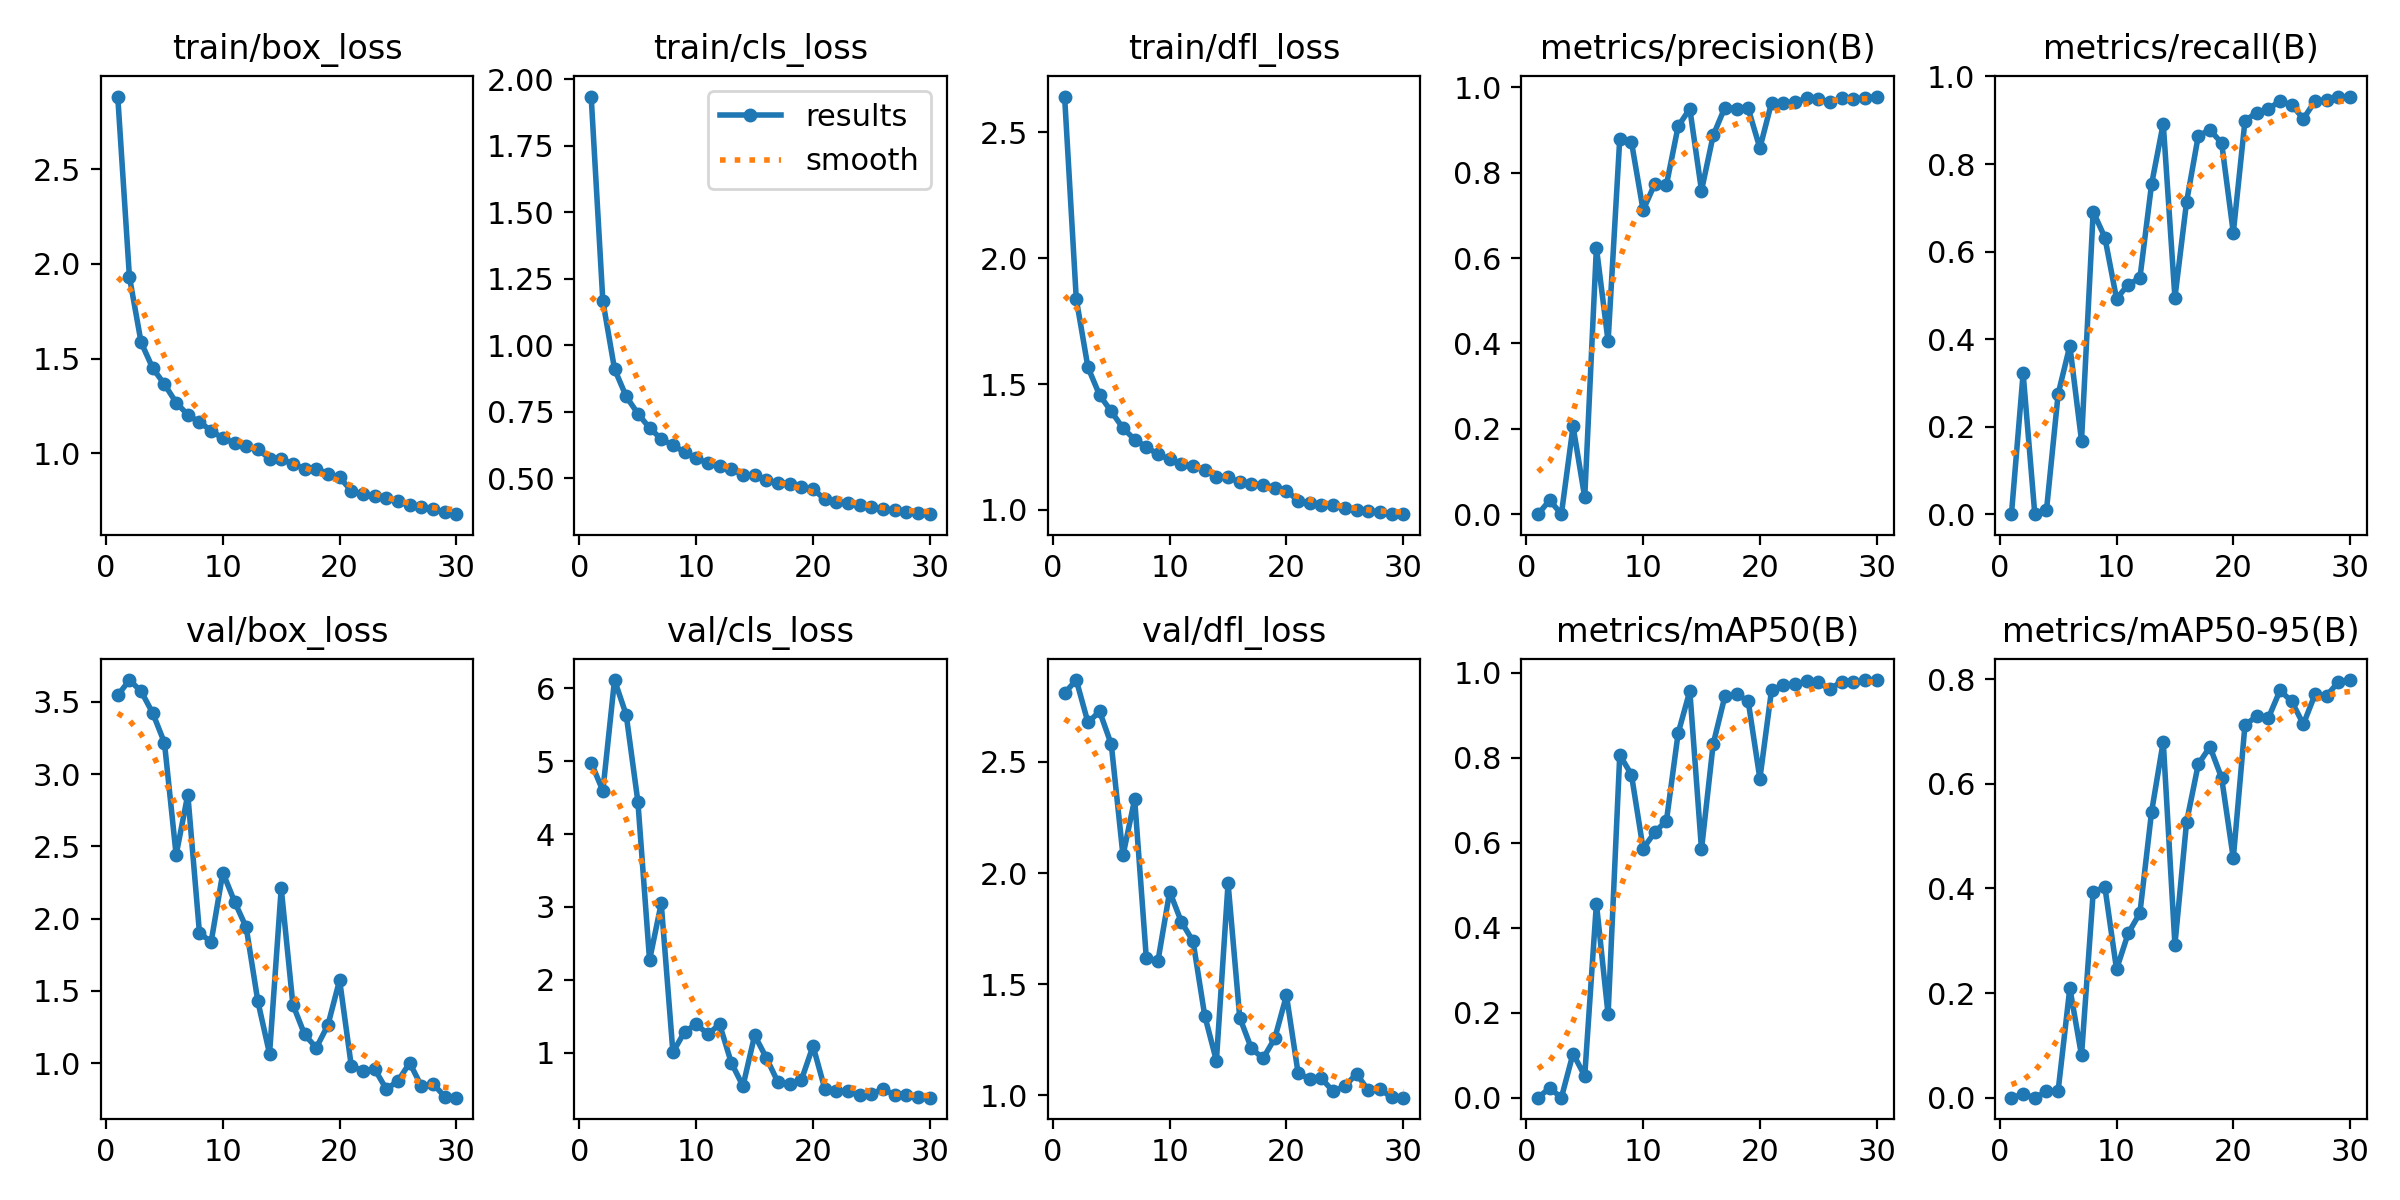 train/box_loss
train/cls_loss
train/dfl_loss
metrics/precision(B)
metrics/recall(B)
2.5
2.0
1.5
1.0
0 10 20 30
2.00
1.75
1.50
1.25
1.00
0.75
0.50
0 10 20 30
results
smooth
2.5
2.0
1.5
1.0
0 10 20 30
1.0
0.8
0.6
0.4
0.2
0.0
0 10 20 30
1.0
0.8
0.6
0.4
0.2
0.0
0 10 20 30
val/box_loss
val/cls_loss
val/dfl_loss
metrics/mAP50(B)
metrics/mAP50-95(B)
3.5
3.0
2.5
2.0
1.5
1.0
0 10 20 30
6
5
4
3
2
1
0 10 20 30
2.5
2.0
1.5
1.0
0 10 20 30
1.0
0.8
0.6
0.4
0.2
0.0
0 10 20 30
0.8
0.6
0.4
0.2
0.0
0 10 20 30